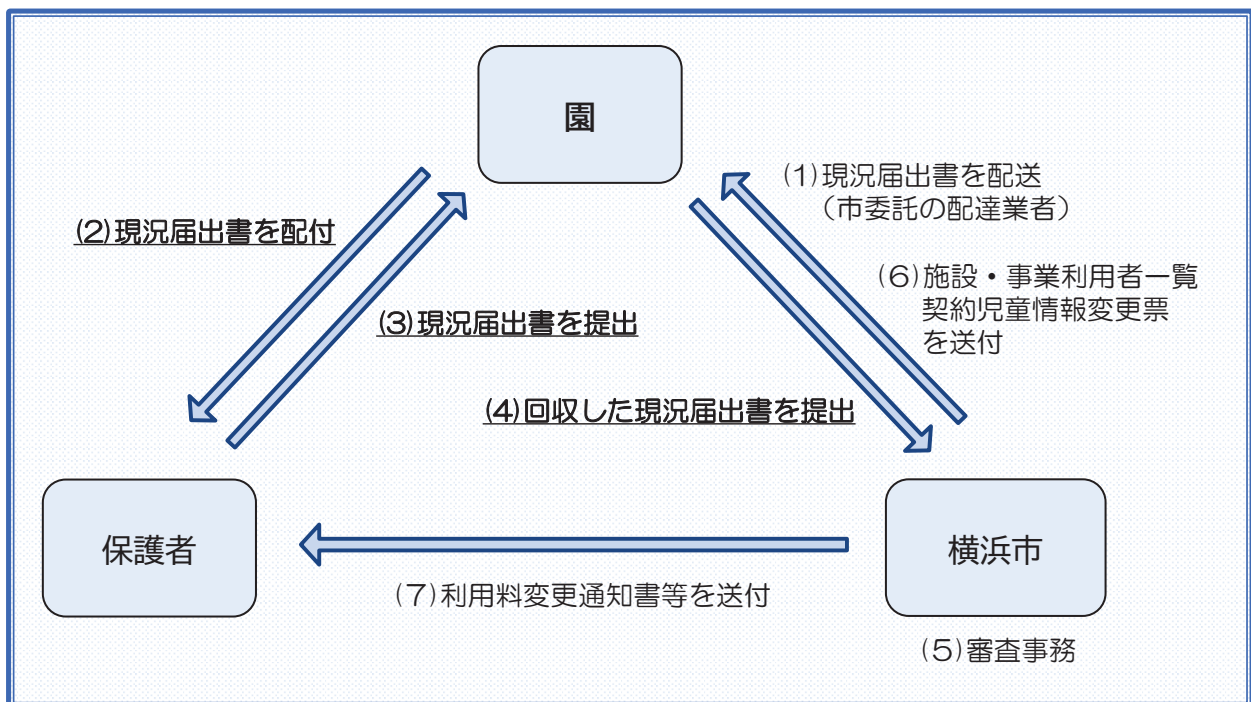 園
(1)現況届出書を配送
（市委託の配達業者）
(2)現況届出書を配付
(6)施設・事業利用者一覧
契約児童情報変更票
を送付
(3)現況届出書を提出
(4)回収した現況届出書を提出
保護者
横浜市
(7)利用料変更通知書等を送付
(5)審査事務